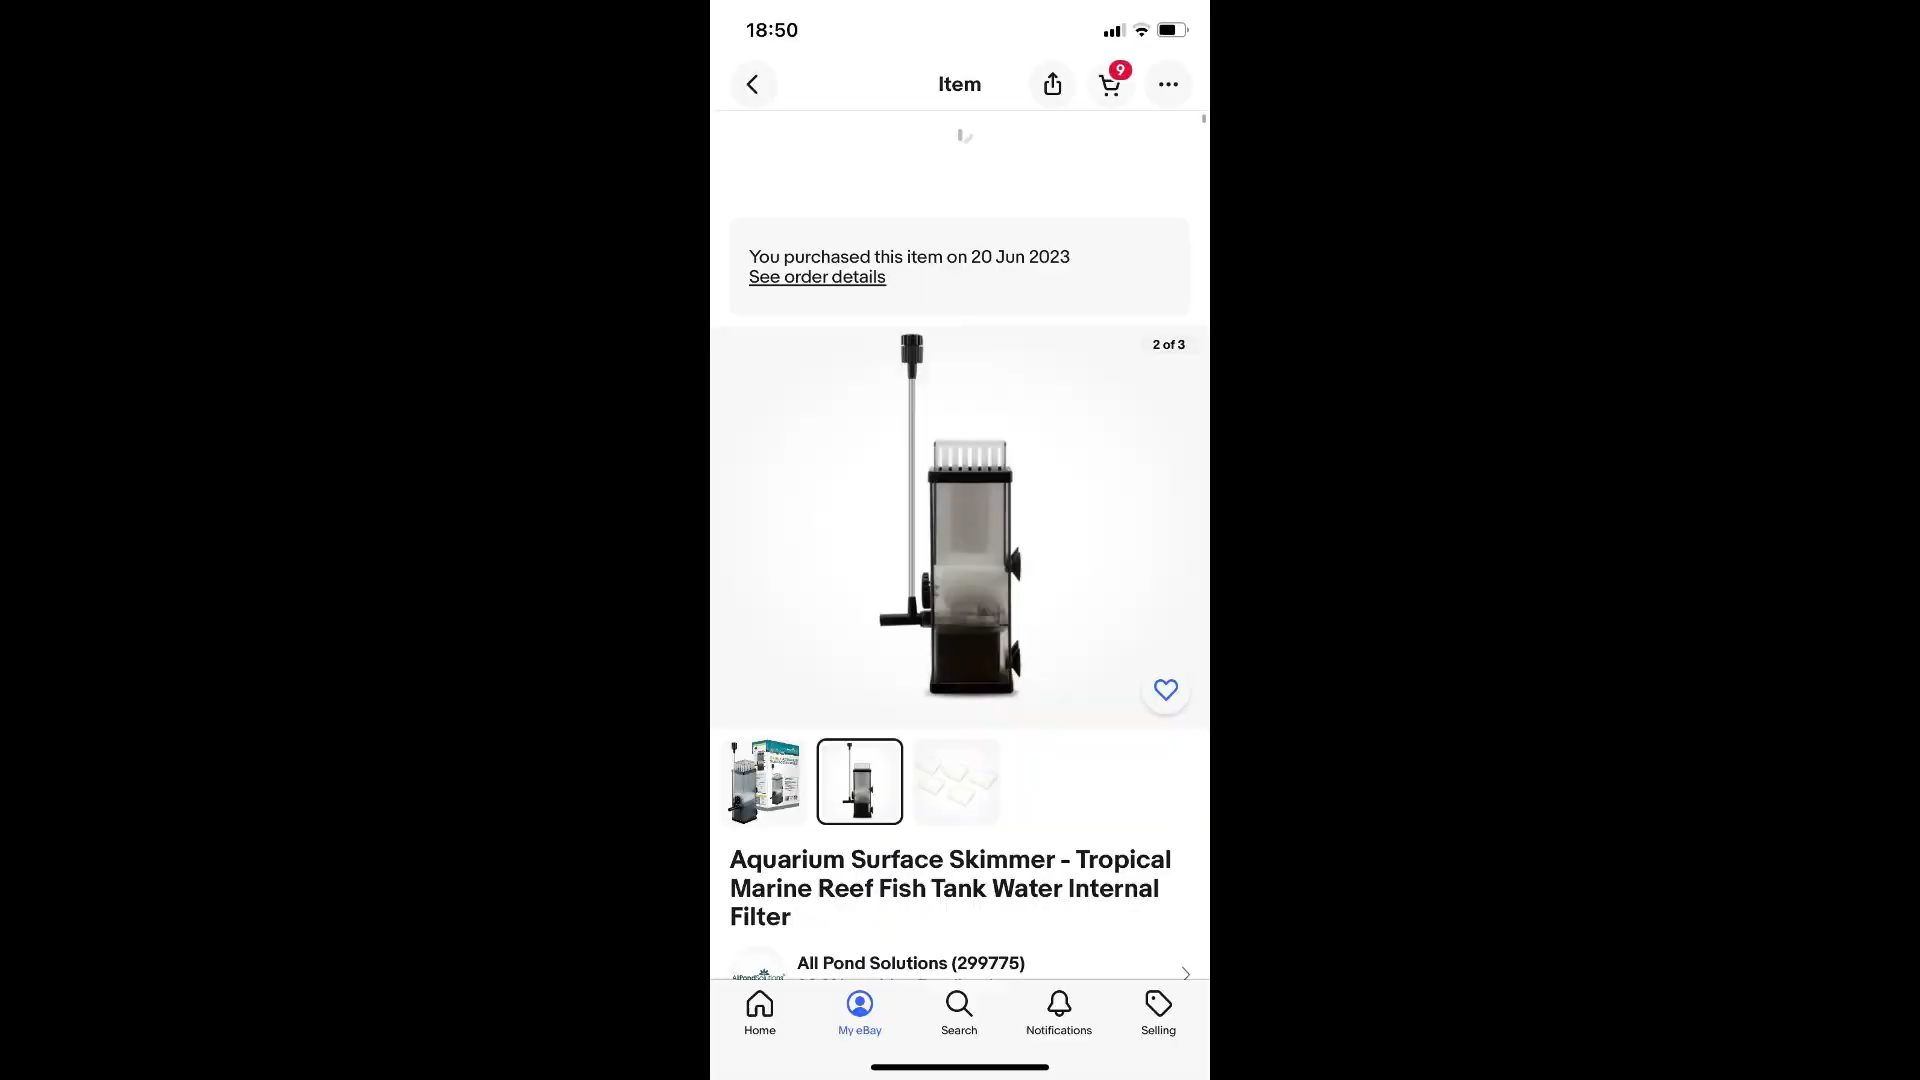 18:50
Item
9
You purchased this item on 20 Jun 2023
See order details
2 of 3
Aquarium Surface Skimmer - Tropical
Marine Reef Fish Tank Water Internal
Filter
All Pond Solutions (299775)
AllPondSolutions
Home
My eBay
Search
Notifications
Selling